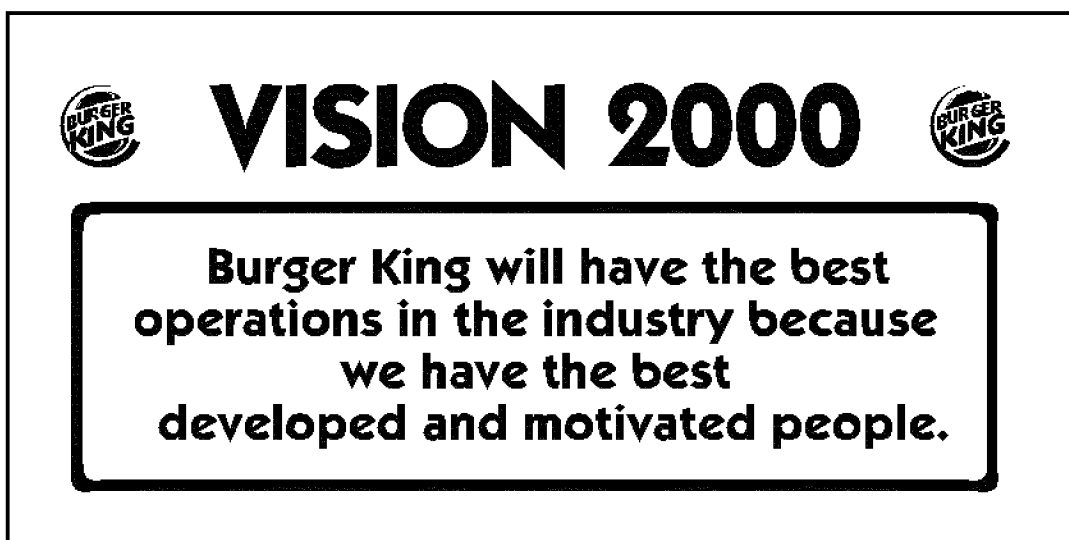 BURGER KING VISION 2000 BURGER KING
Burger King will have the best
operations in the industry because
we have the best
developed and motivated people.